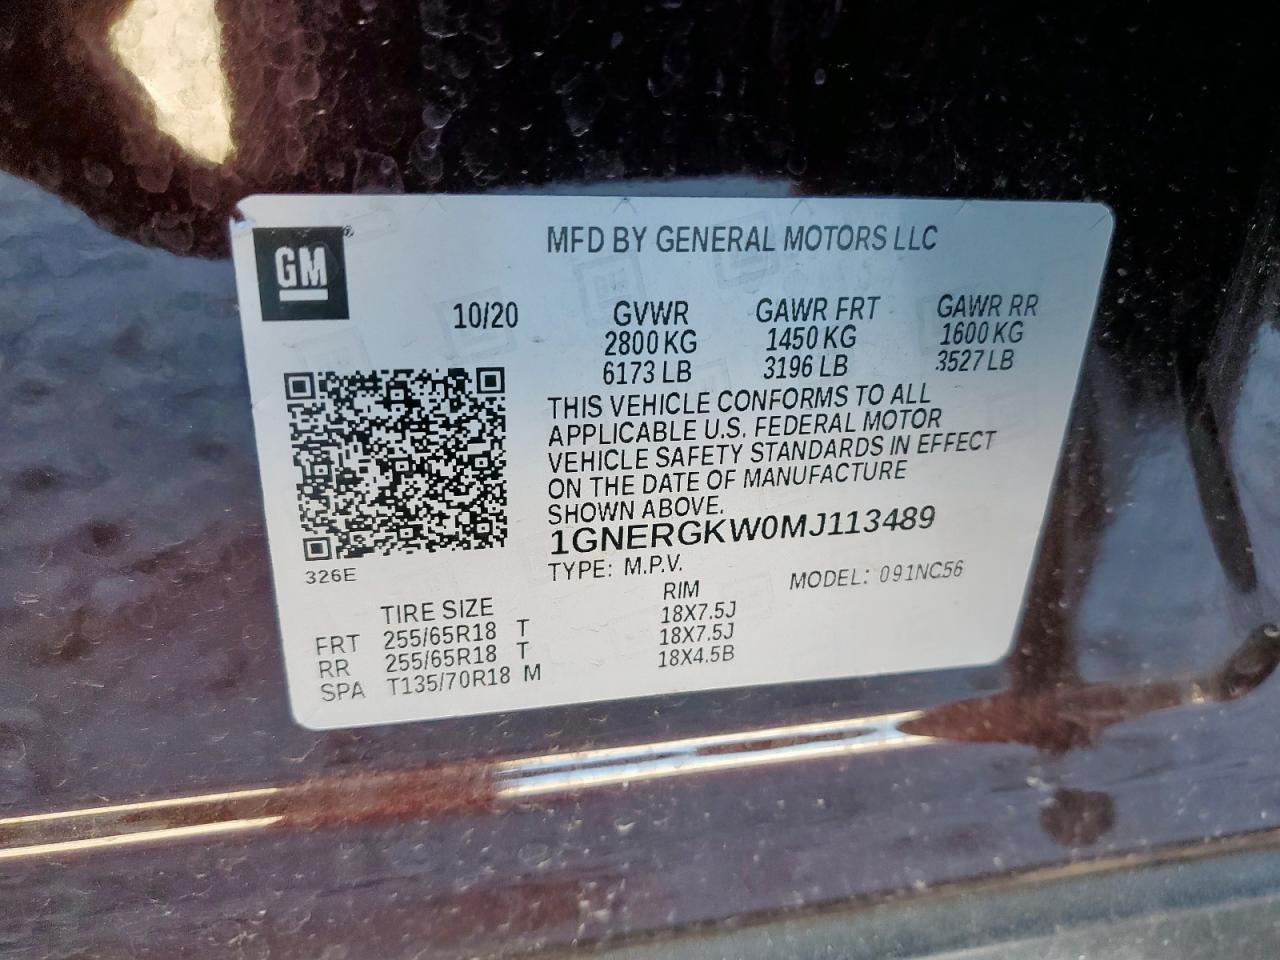 GM
MFD BY GENERAL MOTORS LLC
10/20 GVWR GAWR FRT GAWR RR
2800 KG 1450 KG 1600 KG
6173 LB 3196 LB 3527 LB
THIS VEHICLE CONFORMS TO ALL
APPLICABLE U.S. FEDERAL MOTOR
VEHICLE SAFETY STANDARDS IN EFFECT
ON THE DATE OF MANUFACTURE
SHOWN ABOVE.
1GNERGKW0MJ113489
326E
TYPE: M.P.V. MODEL: 091NC56
TIRE SIZE RIM
FRT 255/65R18 T 18X7.5J
RR 255/65R18 T 18X7.5J
SPA T135/70R18 M 18X4.5B